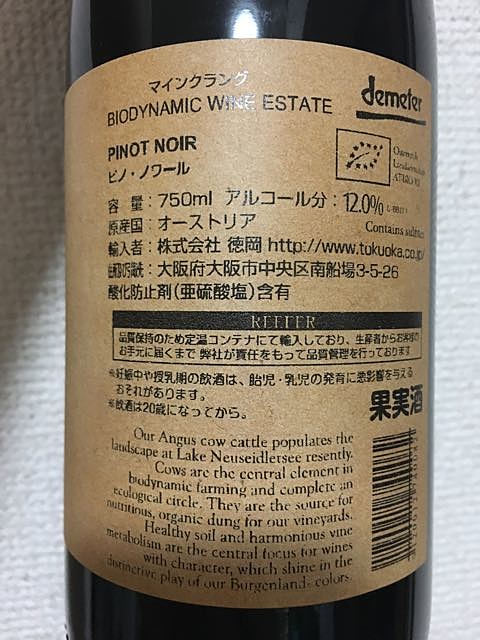 マインクラング
BIODYNAMIC WINE ESTATE
demeter
PINOT NOIR
ピノ・ノワール
容 量：750ml アルコール分：12.0%
Contains sulfites
原産国：オーストリア
輸入者：株式会社 徳岡 http://www.tokuoka.co.jp/
大阪府大阪市中央区南船場3-5-26
酸化防止剤(亜硫酸塩)含有
REEFER
品質保持のため定温コンテナにて輸入しており、生産者からお客様の
お手元に届くまで 弊社が責任をもって品質管理を行っております
※妊娠中や授乳期の飲酒は、胎児・乳児の発育に悪影響を与える
おそれがあります。
※飲酒は20歳になってから。
果実酒
Our Angus cow cattle populates the
landscape at Lake Neuseidlersee resently.
Cows are the central clement in
biodynamic farming and complete an
ecological circle. They are the source for
nutritious, organic dung for our vineyards.
Healthy soil and harmonious vine
metabolism are the central focus for wines
with character, which shine in the
distinctive play of our Burgenland- colors.